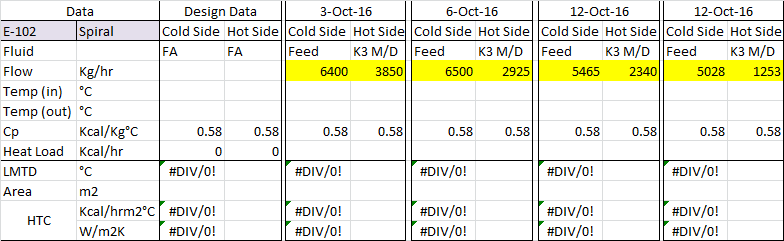 Data Design Data 3-Oct-16 6-Oct-16 12-Oct-16 12-Oct-16
E-102 Spiral Cold Side Hot Side Cold Side Hot Side Cold Side Hot Side Cold Side Hot Side Cold Side Hot Side
Fluid FA FA Feed K3 M/D Feed K3 M/D Feed K3 M/D Feed K3 M/D
Flow Kg/hr 6400 3850 6500 2925 5465 2340 5028 1253
Temp (in) °C
Temp (out) °C
Cp Kcal/Kg°C 0.58 0.58 0.58 0.58 0.58 0.58 0.58 0.58 0.58 0.58
Heat Load Kcal/hr 0 0
LMTD °C #DIV/0! #DIV/0! #DIV/0! #DIV/0! #DIV/0!
Area m2
HTC Kcal/hrm2°C #DIV/0! #DIV/0! #DIV/0! #DIV/0! #DIV/0!
W/m2K #DIV/0! #DIV/0! #DIV/0! #DIV/0! #DIV/0!